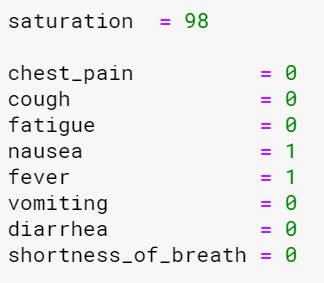 saturation  = 98

chest_pain          = 0
cough               = 0
fatigue             = 0
nausea              = 1
fever               = 1
vomiting            = 0
diarrhea            = 0
shortness_of_breath = 0